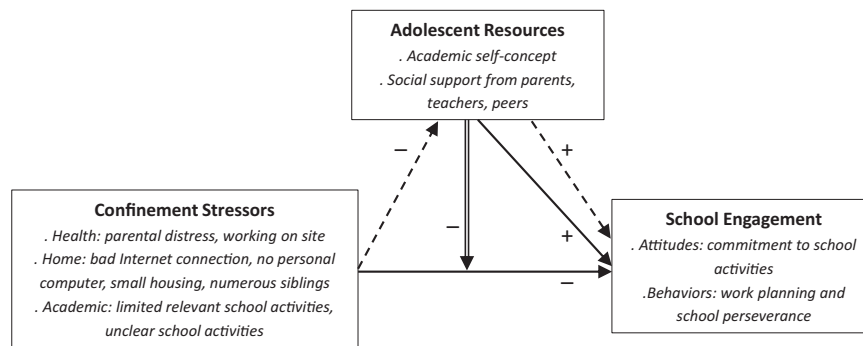 Adolescent Resources
. Academic self-concept
. Social support from parents,
teachers, peers
–
+
–
+
–
Confinement Stressors
. Health: parental distress, working on site
. Home: bad Internet connection, no personal
computer, small housing, numerous siblings
. Academic: limited relevant school activities,
unclear school activities
School Engagement
. Attitudes: commitment to school
activities
.Behaviors: work planning and
school perseverance